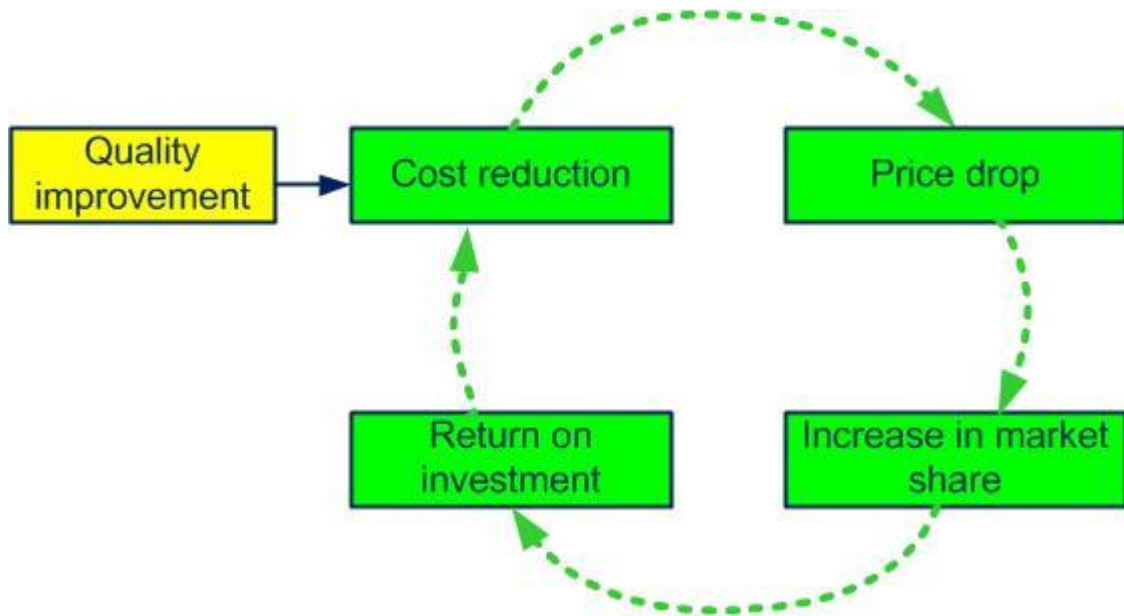 Quality
improvement
Cost reduction
Price drop
Return on
investment
Increase in market
share